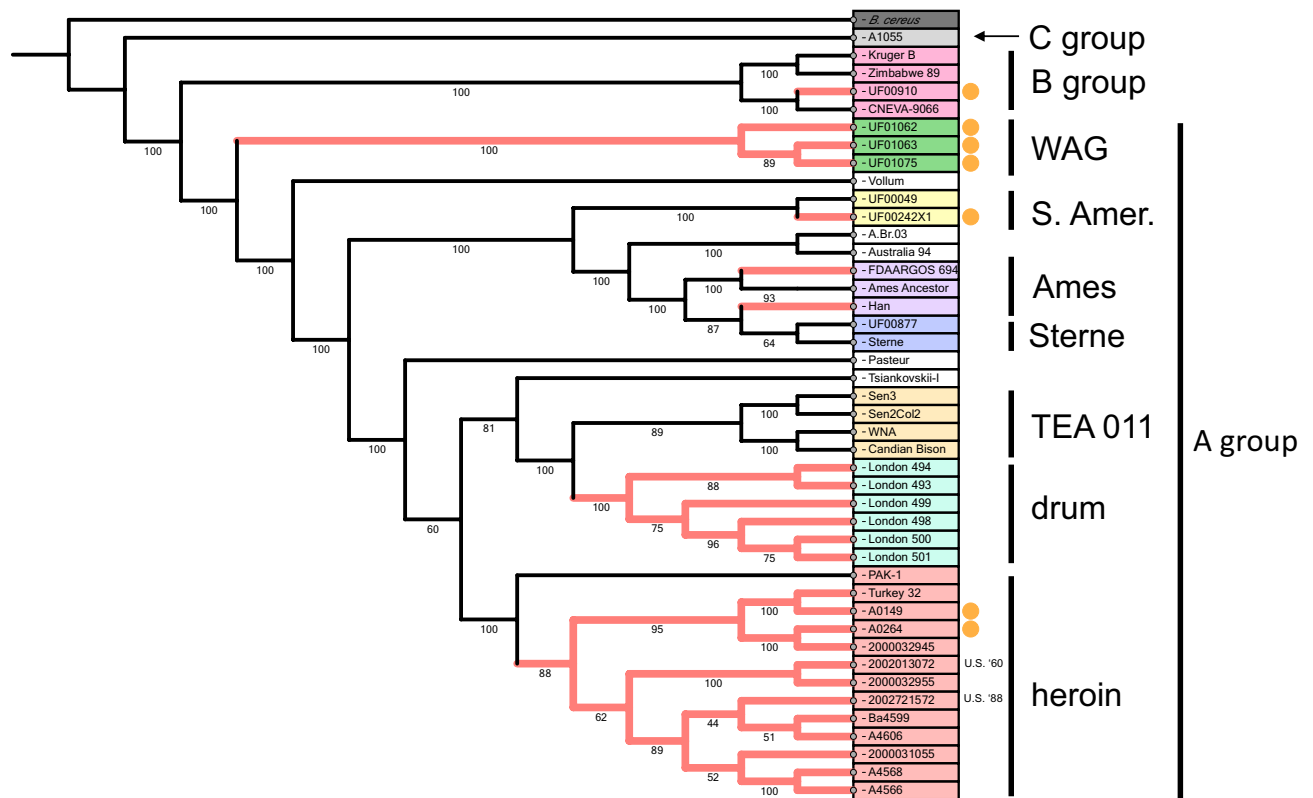 - B. cereus
- A1055
C group
- Kruger B
100
- Zimbabwe 89
B group
100
- UF00910
100
- CNEVA-9066
- UF01062
100
- UF01063
WAG
100
89
- UF01075
- Vollum
- UF00049
S. Amer.
100
- UF00242X1
- A.Br.03
100
100
- Australia 94
100
- FDAARGOS 694
100
- Ames Ancestor
Ames
93
- Han
100
87
- UF00877
Sterne
100
64
- Sterne
- Pasteur
- Tsiankovskii-I
- Sen3
100
- Sen2Col2
81
89
- WNA
TEA 011
100
100
- Candian Bison
A group
100
- London 494
88
- London 493
100
- London 499
drum
60
75
- London 498
96
- London 500
75
- London 501
- PAK-1
- Turkey 32
100
- A0149
100
95
- A0264
100
- 2000032945
88
- 2002013072
U.S. '60
100
- 2000032955
heroin
- 2002721572
U.S. '88
62
44
- Ba4599
51
- A4606
89
- 2000031055
52
- A4568
100
- A4566